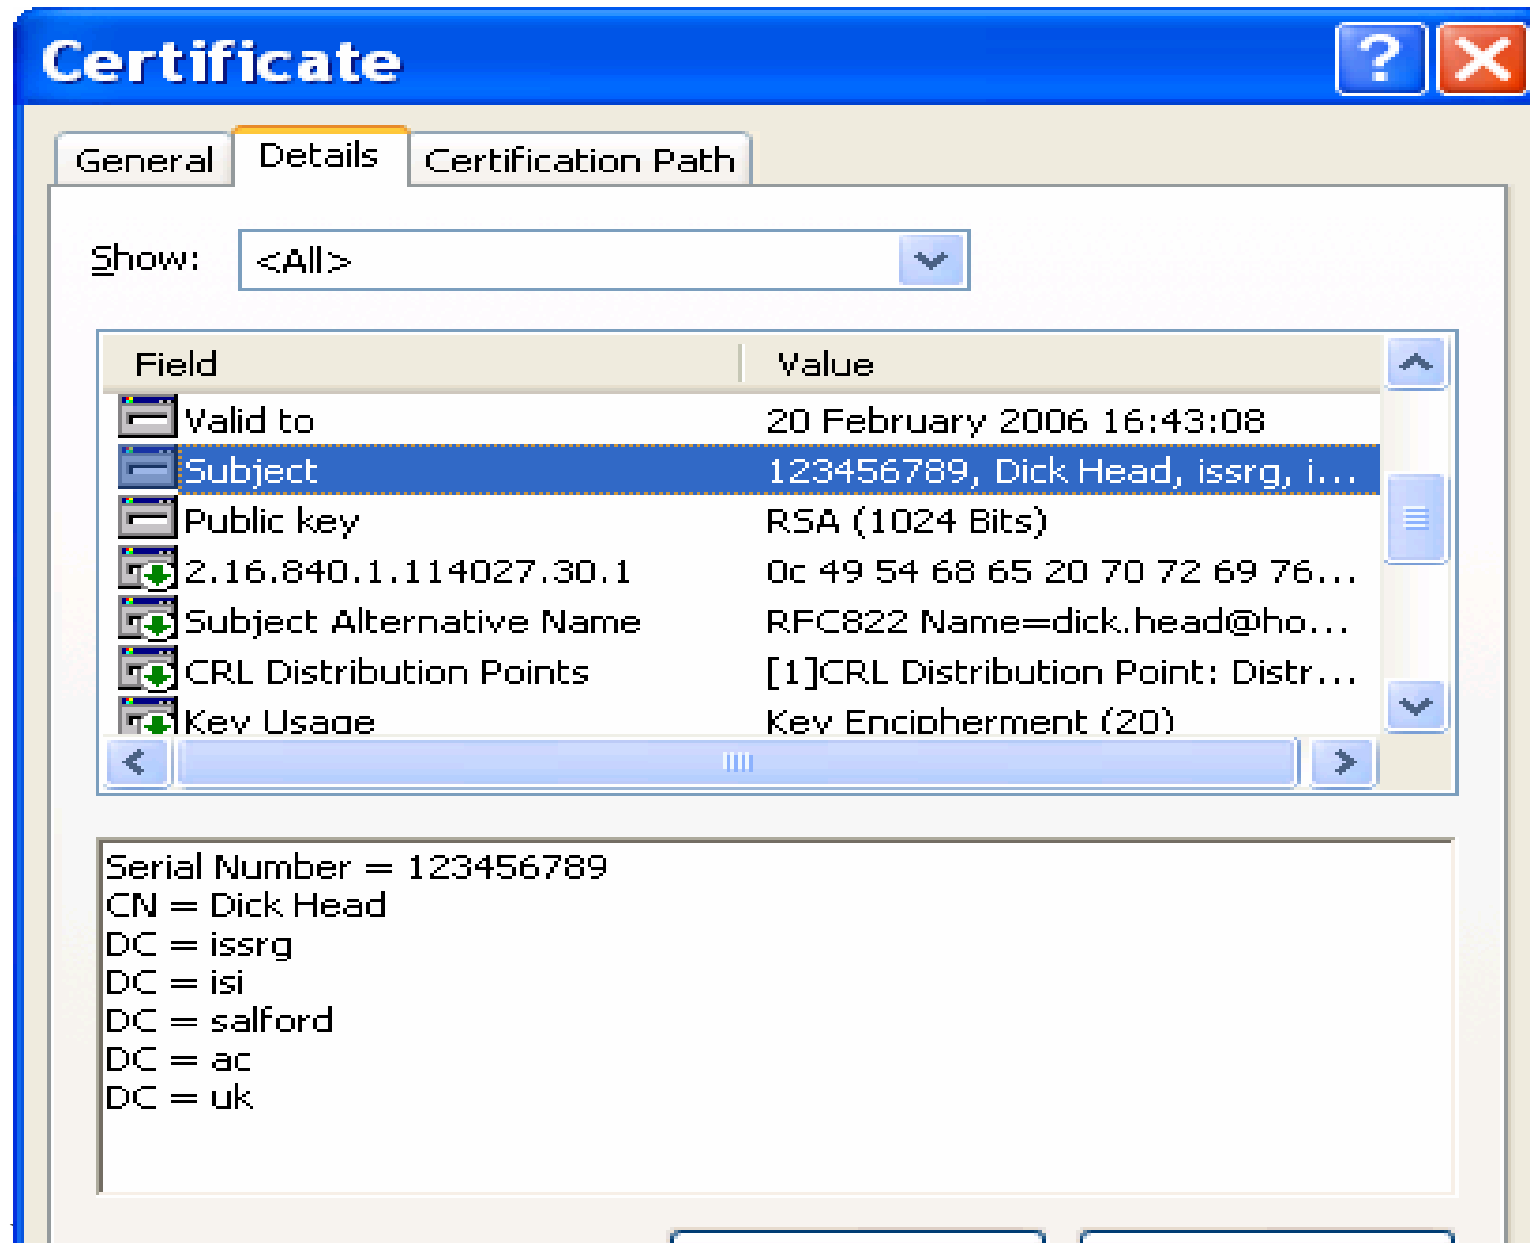 Certificate
General Details Certification Path
Show: <All>
Field Value
Valid to 20 February 2006 16:43:08
Subject 123456789, Dick Head, issrg, i...
Public key RSA (1024 Bits)
2.16.840.1.114027.30.1 0c 49 54 68 65 20 70 72 69 76...
Subject Alternative Name RFC822 Name=dick.head@ho...
CRL Distribution Points [1]CRL Distribution Point: Distr...
Key Usage Key Encipherment (20)
Serial Number = 123456789
CN = Dick Head
DC = issrg
DC = isi
DC = salford
DC = ac
DC = uk